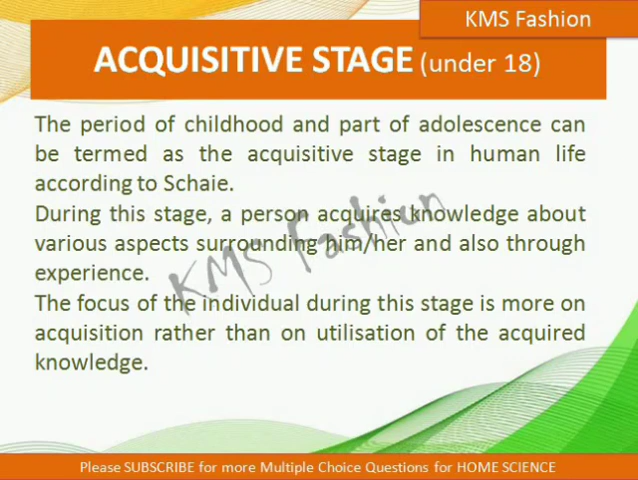 KMS Fashion
ACQUISITIVE STAGE (under 18)
The period of childhood and part of adolescence can
be termed as the acquisitive stage in human life
according to Schaie.
During this stage, a person acquires knowledge about
various aspects surrounding him/her and also through
experience.
The focus of the individual during this stage is more on
acquisition rather than on utilisation of the acquired
knowledge.
KMS Fashion
Please SUBSCRIBE for more Multiple Choice Questions for HOME SCIENCE